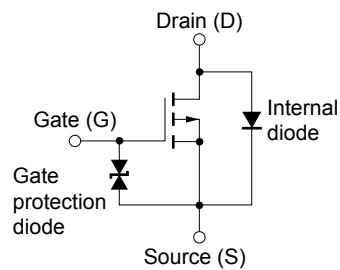 Drain (D)
Gate (G)
Internal
diode
Gate
protection
diode
Source (S)